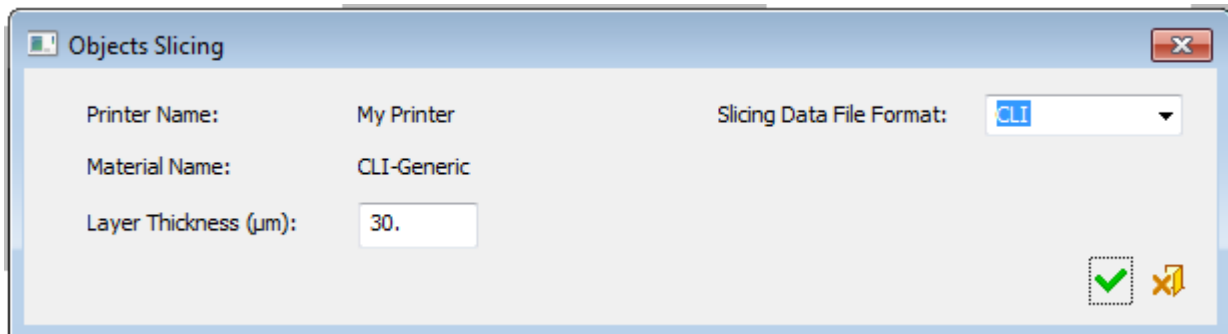 Objects Slicing
Printer Name: My Printer Slicing Data File Format: CLI
Material Name: CLI-Generic
Layer Thickness (µm): 30.